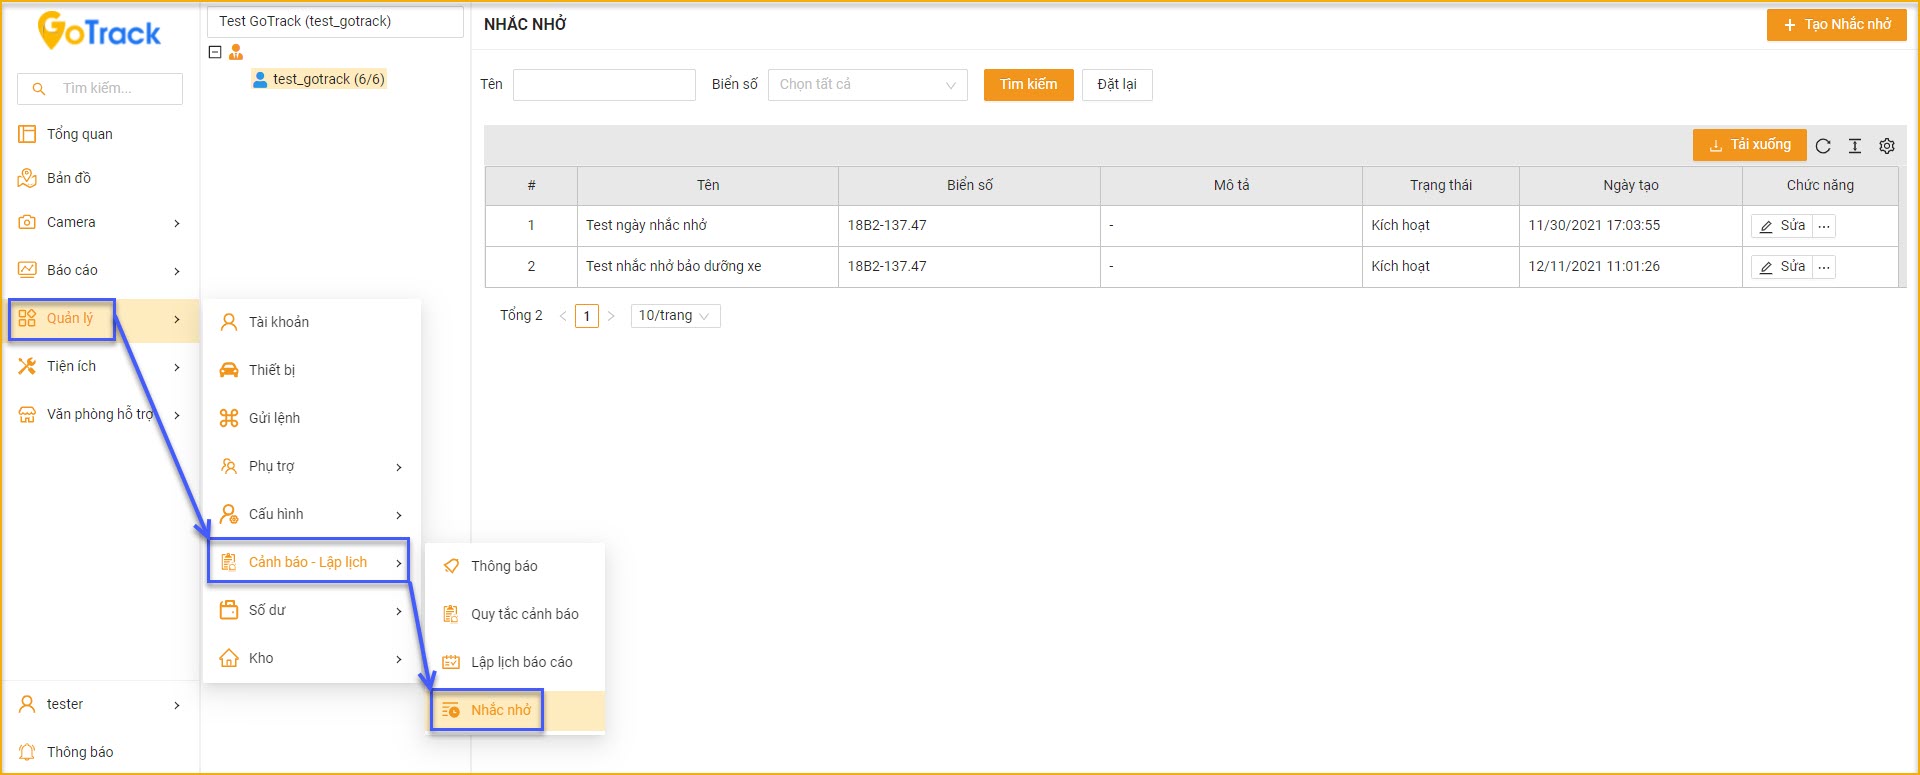 GoTrack
Tìm kiếm...
Tổng quan
Bản đồ
Camera
Báo cáo
Quản lý
Tiện ích
Văn phòng hỗ trợ
tester
Thông báo
Test GoTrack (test_gotrack)
test_gotrack (6/6)
Tài khoản
Thiết bị
Gửi lệnh
Phụ trợ
Cấu hình
Cảnh báo - Lập lịch
Số dư
Kho
Thông báo
Quy tắc cảnh báo
Lập lịch báo cáo
Nhắc nhở
NHẮC NHỞ
+ Tạo Nhắc nhở
Tên
Biển số Chọn tất cả
Tìm kiếm Đặt lại
Tải xuống
# Tên Biển số Mô tả Trạng thái Ngày tạo Chức năng
1 Test ngày nhắc nhở 18B2-137.47 - Kích hoạt 11/30/2021 17:03:55 Sửa ...
2 Test nhắc nhở bảo dưỡng xe 18B2-137.47 - Kích hoạt 12/11/2021 11:01:26 Sửa ...
Tổng 2 < 1 > 10/trang